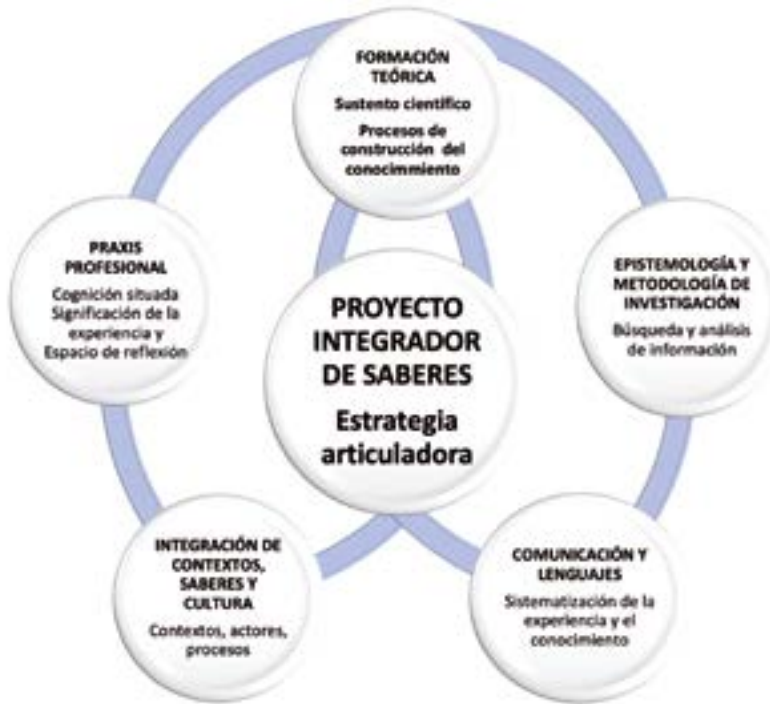 FORMACIÓN
TEÓRICA
Sustento científico
Procesos de
construcción del
conocimmiento
PRAXIS
PROFESIONAL
Cognición situada
Significación de la
experiencia y
Espacio de reflexión
EPISTEMOLOGÍA Y
METODOLOGÍA DE
INVESTIGACIÓN
Búsqueda y análisis
de información
PROYECTO
INTEGRADOR
DE SABERES
Estrategia
articuladora
INTEGRACIÓN DE
CONTEXTOS,
SABERES Y
CULTURA
Contextos, actores,
procesos
COMUNICACIÓN Y
LENGUAJES
Sistematización de la
experiencia y el
conocimiento